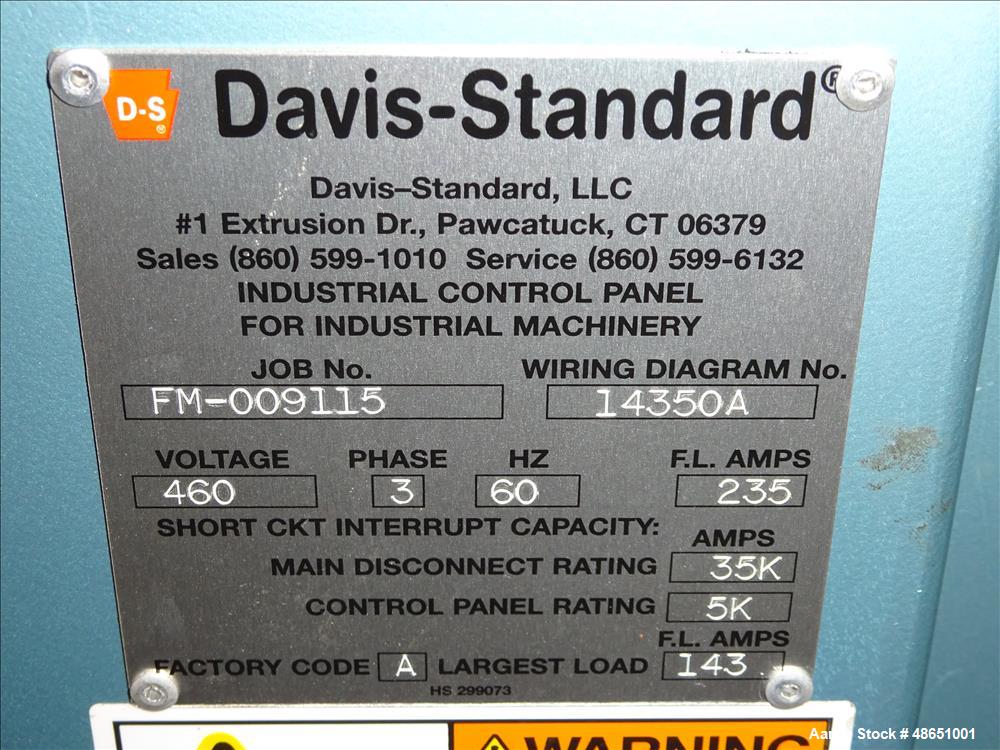 D-S ® Davis-Standard®
Davis-Standard, LLC
#1 Extrusion Dr., Pawcatuck, CT 06379
Sales (860) 599-1010 Service (860) 599-6132
INDUSTRIAL CONTROL PANEL
FOR INDUSTRIAL MACHINERY
JOB No. WIRING DIAGRAM No.
FM-009115 14350A
VOLTAGE PHASE HZ F.L. AMPS
460 3 60 235
SHORT CKT INTERRUPT CAPACITY:
AMPS
MAIN DISCONNECT RATING 35K
CONTROL PANEL RATING 5K
F.L. AMPS
FACTORY CODE A LARGEST LOAD 143
HS 299073
WARNING
Stock # 48651001